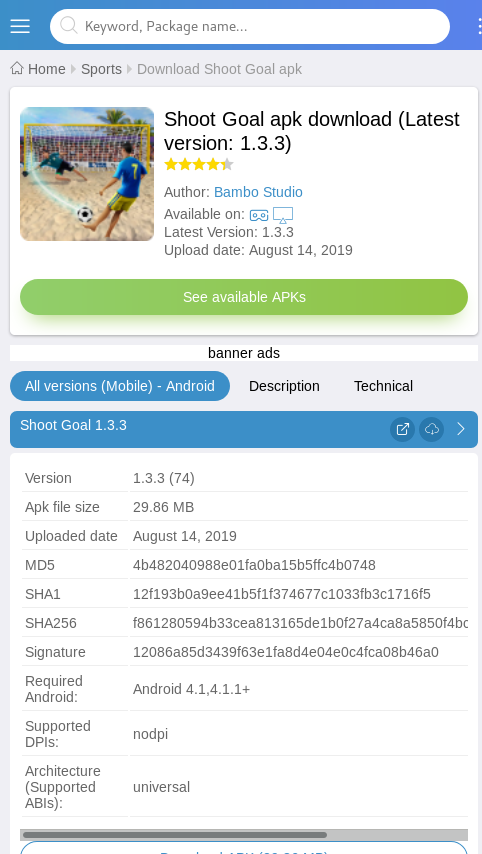 Keyword, Package name...
Home Sports Download Shoot Goal apk
Shoot Goal apk download (Latest
version: 1.3.3)
Author: Bambo Studio
Available on:
Latest Version: 1.3.3
Upload date: August 14, 2019
See available APKs
banner ads
All versions (Mobile) - Android Description Technical
Shoot Goal 1.3.3
Version 1.3.3 (74)
Apk file size 29.86 MB
Uploaded date August 14, 2019
MD5 4b482040988e01fa0ba15b5ffc4b0748
SHA1 12f193b0a9ee41b5f1f374677c1033fb3c1716f5
SHA256 f861280594b33cea813165de1b0f27a4ca8a5850f4bc
Signature 12086a85d3439f63e1fa8d4e04e0c4fca08b46a0
Required
Android:
Android 4.1,4.1.1+
Supported
DPIs:
nodpi
Architecture
(Supported
ABIs):
universal